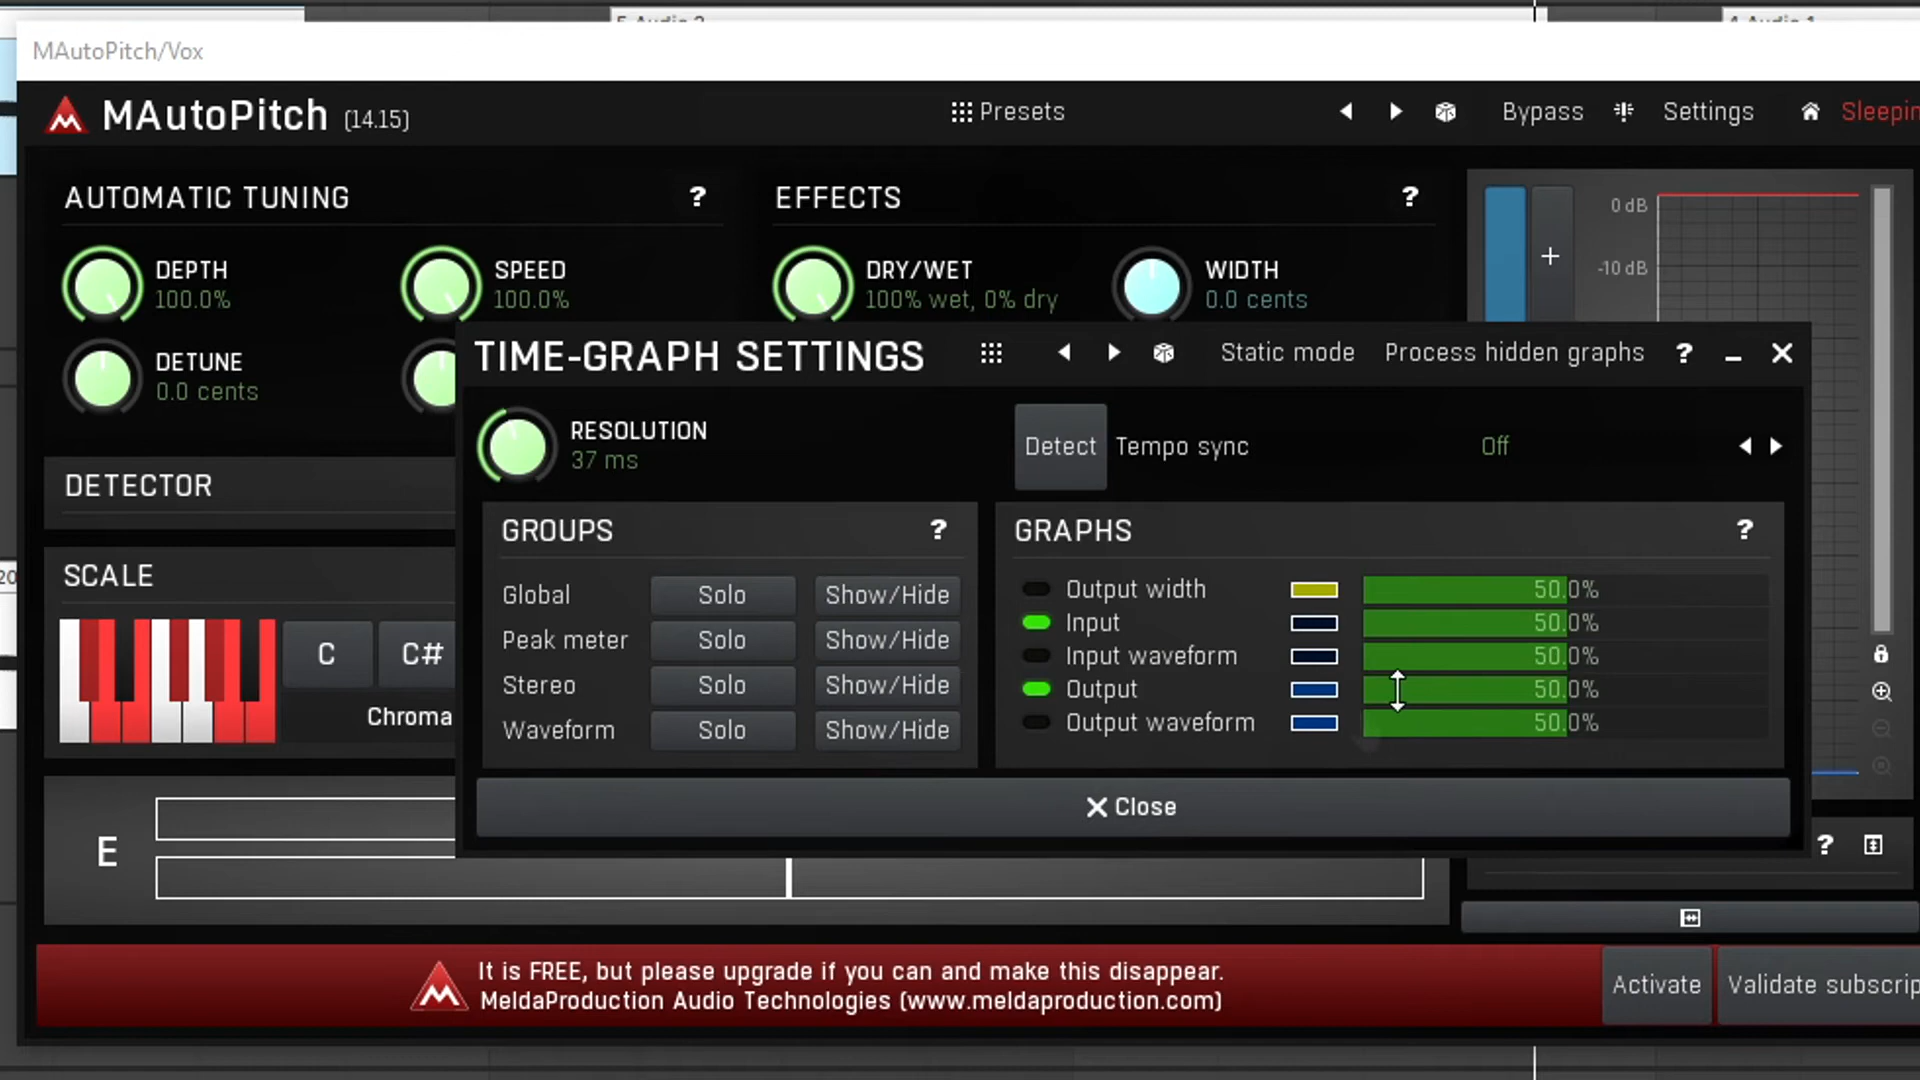 MAutoPitch/Vox
MAutoPitch (14.15)
Presets
Bypass
Settings
Sleepin
AUTOMATIC TUNING ?
EFFECTS ?
DEPTH
100.0%
SPEED
100.0%
DRY/WET
100% wet, 0% dry
WIDTH
0.0 cents
0 dB
-10 dB
+
DETUNE
0.0 cents
TIME-GRAPH SETTINGS
Static mode
Process hidden graphs
?
RESOLUTION
37 ms
Detect
Tempo sync
Off
DETECTOR
SCALE
C
C#
Chroma
GROUPS ?
Global Solo Show/Hide
Peak meter Solo Show/Hide
Stereo Solo Show/Hide
Waveform Solo Show/Hide
GRAPHS ?
Output width 50.0%
Input 50.0%
Input waveform 50.0%
Output 50.0%
Output waveform 50.0%
Close
E
?
It is FREE, but please upgrade if you can and make this disappear.
MeldaProduction Audio Technologies (www.meldaproduction.com)
Activate
Validate subscrip